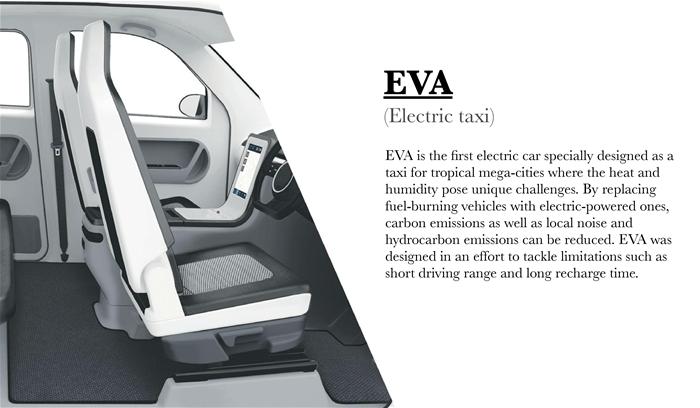 EVA
(Electric taxi)
EVA is the first electric car specially designed as a
taxi for tropical mega-cities where the heat and
humidity pose unique challenges. By replacing
fuel-burning vehicles with electric-powered ones,
carbon emissions as well as local noise and
hydrocarbon emissions can be reduced. EVA was
designed in an effort to tackle limitations such as
short driving range and long recharge time.